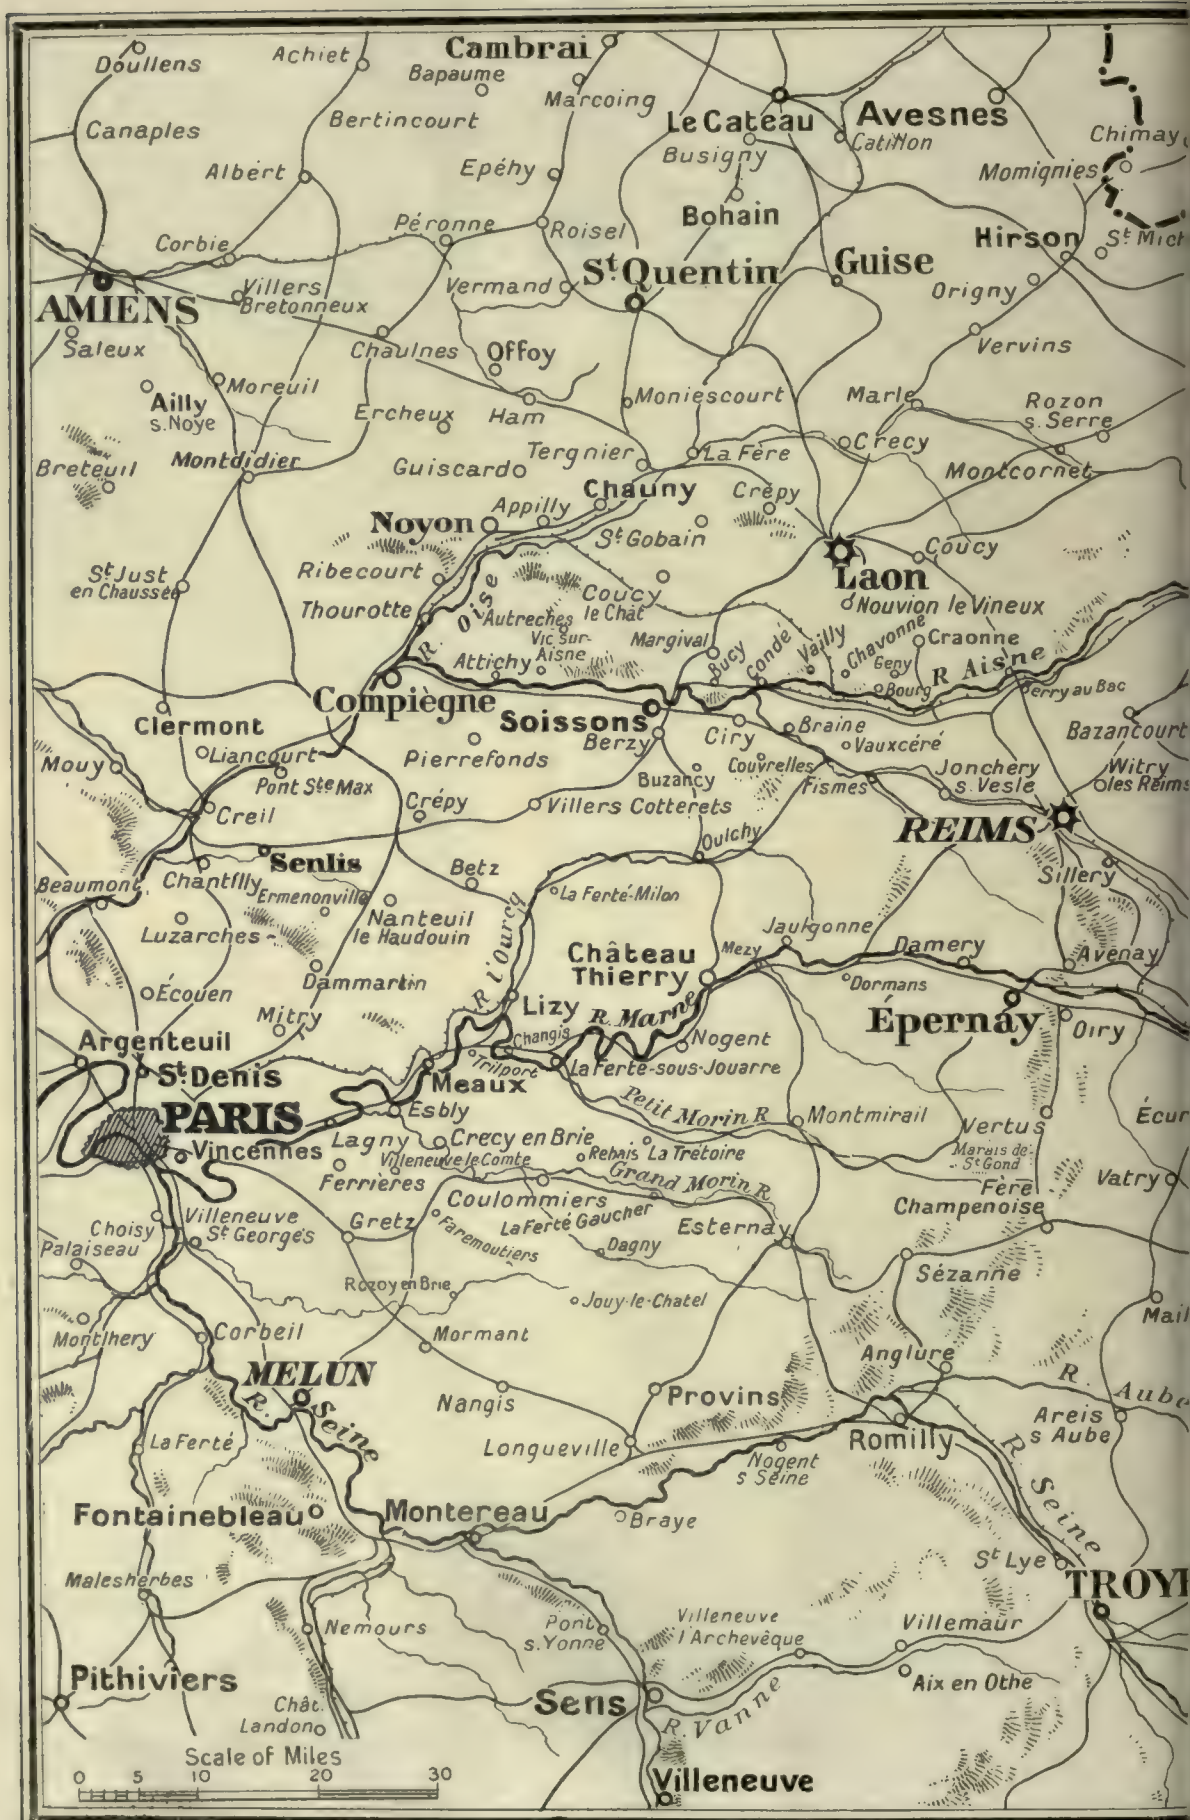 Cambrai
Doullens
Achiet
Bapaume
Marcoing
Canaples
Bertincourt
Le Cateau
Avesnes
Catillon
Chimay
Busigny
Albert
Epéhy
Momignies
Bohain
Péronne
Roisel
Corbie
Hirson
St. Mich
St. Quentin
Guise
Villers
Bretonneux
Vermand
Origny
AMIENS
Saleux
Chaulnes
Offoy
Vervins
Moreuil
Ailly
s. Noye
Ercheux
Ham
Moniescourt
Marle
Rozon
s. Serre
Breteuil
Montdidier
Guiscard
Tergnier
La Fère
Crecy
Montcornet
Chauny
Crépy
Noyon
Appilly
St. Gobain
Coucy
St. Just
en Chaussée
Ribecourt
Laon
Thourotte
R. Oise
Coucy
le Chât
Nouvion le Vineux
Autreches
Vic sur
Aisne
Margival
Bucy
Condé
Vailly
Chavonne
Craonne
Geny
Bourg
R Aisne
Berry au Bac
Attichy
Compiègne
Soissons
Clermont
Liancourt
Pierrefonds
Berzy
Ciry
Braine
Vauxcéré
Bazancourt
Mouy
Pont Ste Max
Buzancy
Couvrelles
Fismes
Jonchery
s. Vesle
Witry
les Reims
Creil
Crépy
Villers Cotterets
REIMS
Oulchy
Senlis
Sillery
Beaumont
Chantilly
Ermenonville
Betz
La Ferté-Milon
Luzarches
Nanteuil
le Haudouin
R l'Ourcq
Jaulgonne
Château
Thierry
Mezy
Damery
Avenay
Dammartin
Dormans
Écouen
Mitry
Lizy
R. Marne
Épernay
Oiry
Argenteuil
Changis
Nogent
St. Denis
Trilport
La Ferté-sous-Jouarre
Meaux
PARIS
Esbly
Petit Morin R
Montmirail
Vertus
Écur
Vincennes
Lagny
Crecy en Brie
Rebais
La Trétoire
Marais de
St. Gond
Villeneuve le Comte
Ferrières
Grand Morin R
Fère
Champenoise
Vatry
Coulommiers
Choisy
Villeneuve
St. Georges
Gretz
Faremoutiers
La Ferté Gaucher
Esternay
Palaiseau
Dagny
Sézanne
Rozoy en Brie
Jouy-le-Chatel
Mail
Montlhery
Corbeil
Mormant
Anglure
MELUN
R. Seine
Nangis
Provins
R. Aube
Areis
s Aube
La Ferté
Longueville
Romilly
Nogent
s Seine
R. Seine
Fontainebleau
Montereau
Braye
St Lye
Malesherbes
TROYE
Nemours
Pont
s. Yonne
Villeneuve
l'Archevèque
Villemaur
Pithiviers
Aix en Othe
Chât.
Landon
Sens
R. Vanne
Scale of Miles
0 5 10 20 30
Villeneuve